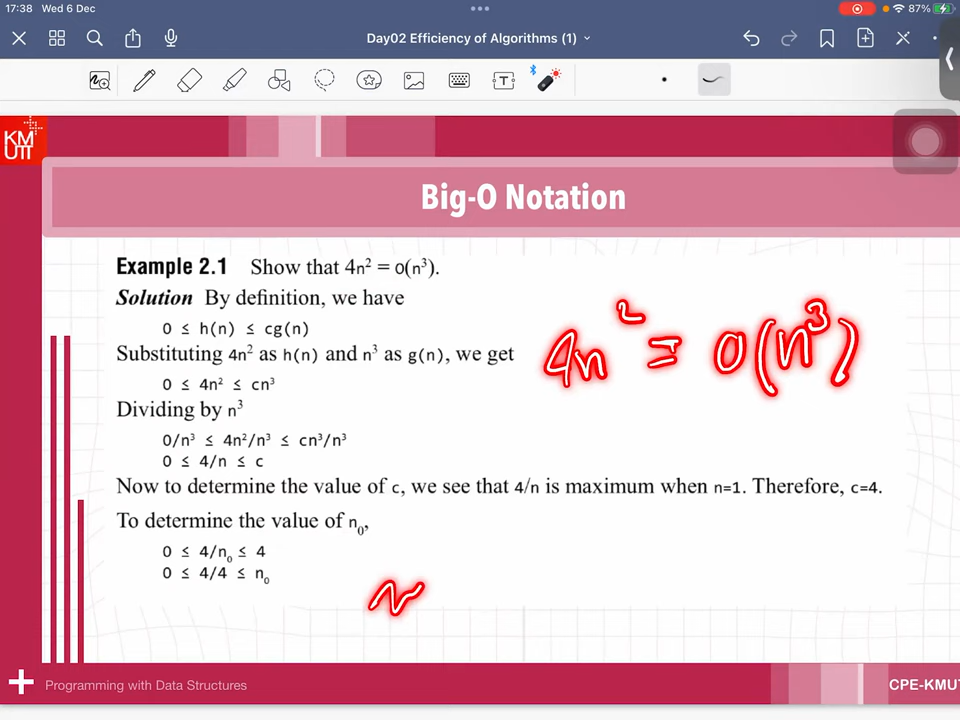 17:38 Wed 6 Dec
87%
Day02 Efficiency of Algorithms (1)
T
KM
UTT
Big-O Notation
Example 2.1 Show that 4n² = O(n³).
Solution By definition, we have
0 ≤ h(n) ≤ cg(n)
Substituting 4n² as h(n) and n³ as g(n), we get
4n² = O(n³)
0 ≤ 4n² ≤ cn³
Dividing by n³
0/n³ ≤ 4n²/n³ ≤ cn³/n³
0 ≤ 4/n ≤ c
Now to determine the value of c, we see that 4/n is maximum when n=1. Therefore, c=4.
To determine the value of n₀,
0 ≤ 4/n₀ ≤ 4
0 ≤ 4/4 ≤ n₀
n
Programming with Data Structures
CPE-KMUT